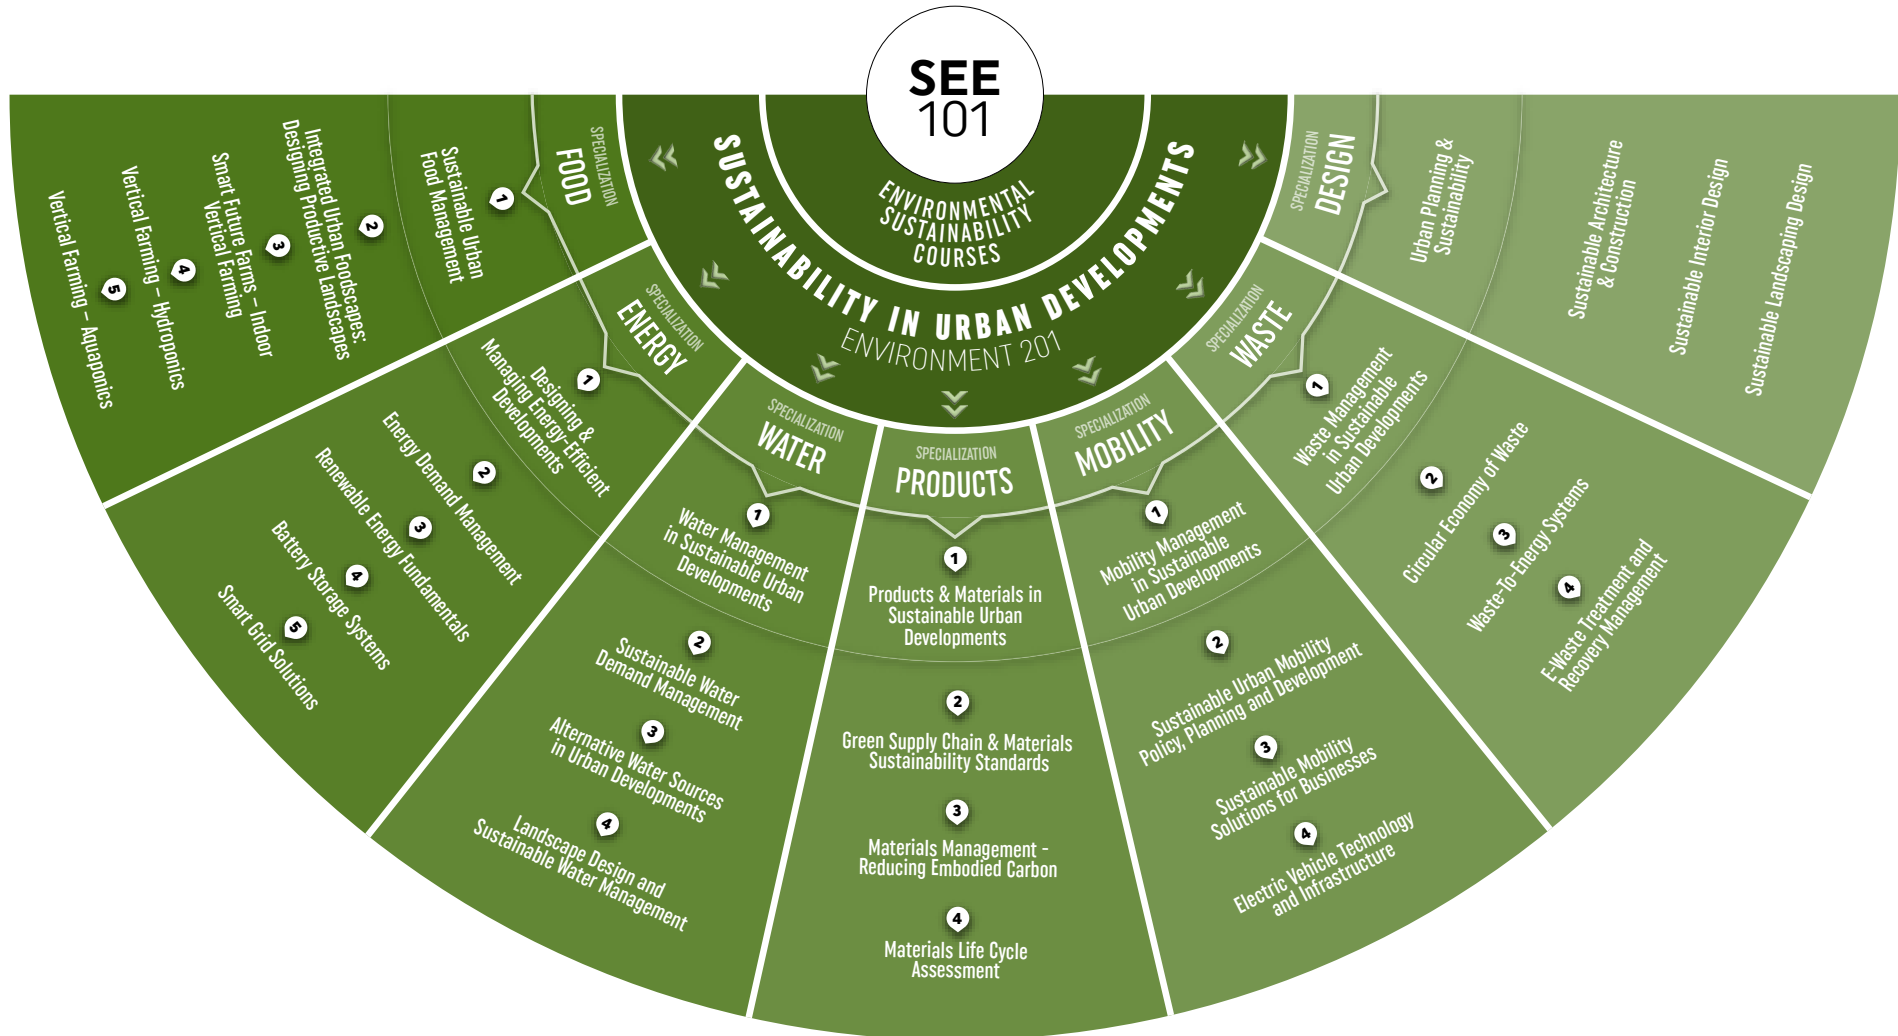 SEE
101
ENVIRONMENTAL
SUSTAINABILITY
COURSES
SUSTAINABILITY IN URBAN DEVELOPMENTS
ENVIRONMENT 201
SPECIALIZATION
FOOD
1
Sustainable Urban
Food Management
2
Integrated Urban Foodscapes:
Designing Productive Landscapes
3
Smart Future Farms – Indoor
Vertical Farming
4
Vertical Farming – Hydroponics
5
Vertical Farming – Aquaponics
SPECIALIZATION
ENERGY
1
Designing &
Managing Energy-Efficient
Developments
2
Energy Demand Management
3
Renewable Energy Fundamentals
4
Battery Storage Systems
5
Smart Grid Solutions
SPECIALIZATION
WATER
1
Water Management
in Sustainable Urban
Developments
2
Sustainable Water
Demand Management
3
Alternative Water Sources
in Urban Developments
4
Landscape Design and
Sustainable Water Management
SPECIALIZATION
PRODUCTS
1
Products & Materials in
Sustainable Urban
Developments
2
Green Supply Chain & Materials
Sustainability Standards
3
Materials Management -
Reducing Embodied Carbon
4
Materials Life Cycle
Assessment
SPECIALIZATION
MOBILITY
1
Mobility Management
in Sustainable
Urban Developments
2
Sustainable Urban Mobility
Policy, Planning and Development
3
Sustainable Mobility
Solutions for Businesses
4
Electric Vehicle Technology
and Infrastructure
SPECIALIZATION
WASTE
1
Waste Management
in Sustainable
Urban Developments
2
Circular Economy of Waste
3
Waste-To-Energy Systems
4
E-Waste Treatment and
Recovery Management
SPECIALIZATION
DESIGN
Urban Planning &
Sustainability
Sustainable Architecture
& Construction
Sustainable Interior Design
Sustainable Landscaping Design